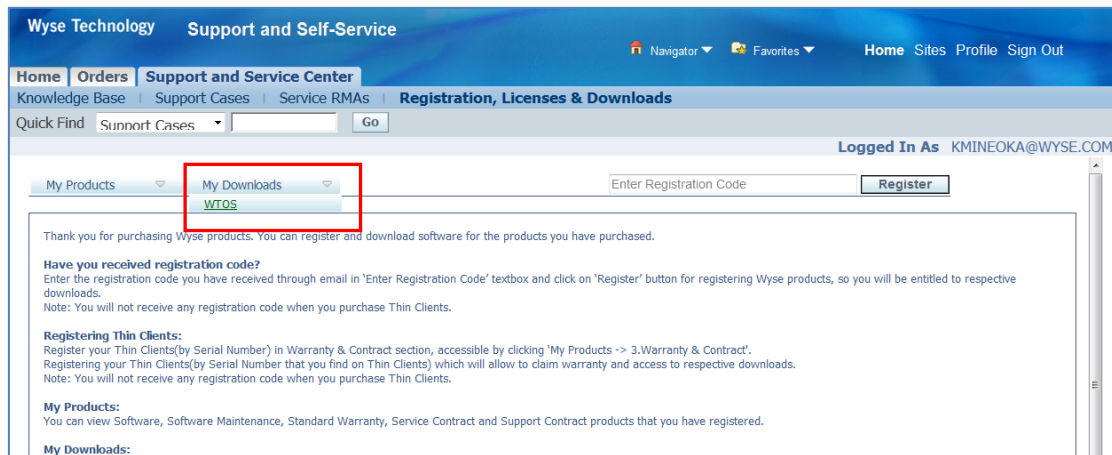 Wyse Technology Support and Self-Service
Navigator Favorites Home Sites Profile Sign Out
Home Orders Support and Service Center
Knowledge Base | Support Cases | Service RMAs | Registration, Licenses & Downloads
Quick Find Support Cases Go
Logged In As KMINEOKA@WYSE.COM
My Products My Downloads Enter Registration Code Register
WTOS
Thank you for purchasing Wyse products. You can register and download software for the products you have purchased.
Have you received registration code?
Enter the registration code you have received through email in 'Enter Registration Code' textbox and click on 'Register' button for registering Wyse products, so you will be entitled to respective
downloads.
Note: You will not receive any registration code when you purchase Thin Clients.
Registering Thin Clients:
Register your Thin Clients(by Serial Number) in Warranty & Contract section, accessible by clicking 'My Products -> 3.Warranty & Contract'.
Registering your Thin Clients(by Serial Number that you find on Thin Clients) which will allow to claim warranty and access to respective downloads.
Note: You will not receive any registration code when you purchase Thin Clients.
My Products:
You can view Software, Software Maintenance, Standard Warranty, Service Contract and Support Contract products that you have registered.
My Downloads: